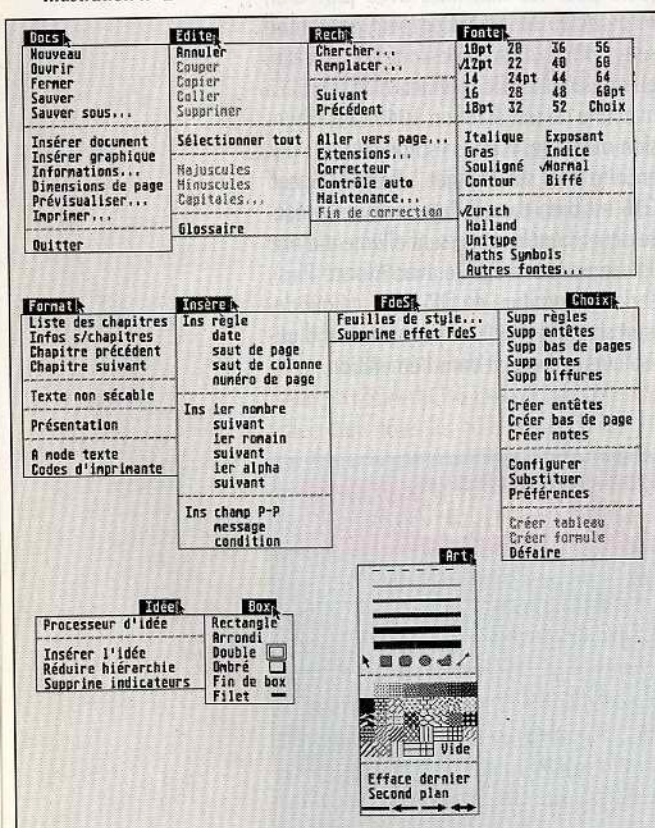 Docs
Nouveau
Ouvrir
Fermer
Sauver
Sauver sous...
Insérer document
Insérer graphique
Informations...
Dimensions de page
Prévisualiser...
Imprimer...
Quitter
Edite
Annuler
Couper
Copier
Coller
Supprimer
Sélectionner tout
Majuscules
Minuscules
Capitales...
Glossaire
Rech
Chercher...
Remplacer...
Suivant
Précédent
Aller vers page...
Extensions...
Correcteur
Contrôle auto
Maintenance...
Fin de correction
Fonte
10pt 20 36 56
✓12pt 22 40 60
14 24pt 44 64
16 28 48 68pt
18pt 32 52 Choix
Italique Exposant
Gras Indice
Souligné ✓Normal
Contour Biffé
✓Zurich
Holland
Unitype
Maths Symbols
Autres fontes...
Format
Liste des chapitres
Infos s/chapitres
Chapitre précédent
Chapitre suivant
Texte non sécable
Présentation
A mode texte
Codes d'imprimante
Insère
Ins règle
date
saut de page
saut de colonne
numéro de page
Ins 1er nombre
suivant
1er romain
suivant
1er alpha
suivant
Ins champ P-P
message
condition
FdeS
Feuilles de style...
Supprime effet FdeS
Choix
Supp règles
Supp entêtes
Supp bas de pages
Supp notes
Supp biffures
Créer entêtes
Créer bas de page
Créer notes
Configurer
Substituer
Préférences
Créer tableau
Créer formule
Défaire
Idée
Processeur d'idée
Insérer l'idée
Réduire hiérarchie
Supprime indicateurs
Box
Rectangle
Arrondi
Double
Ombré
Fin de box
Filet
Art
Vide
Efface dernier
Second plan